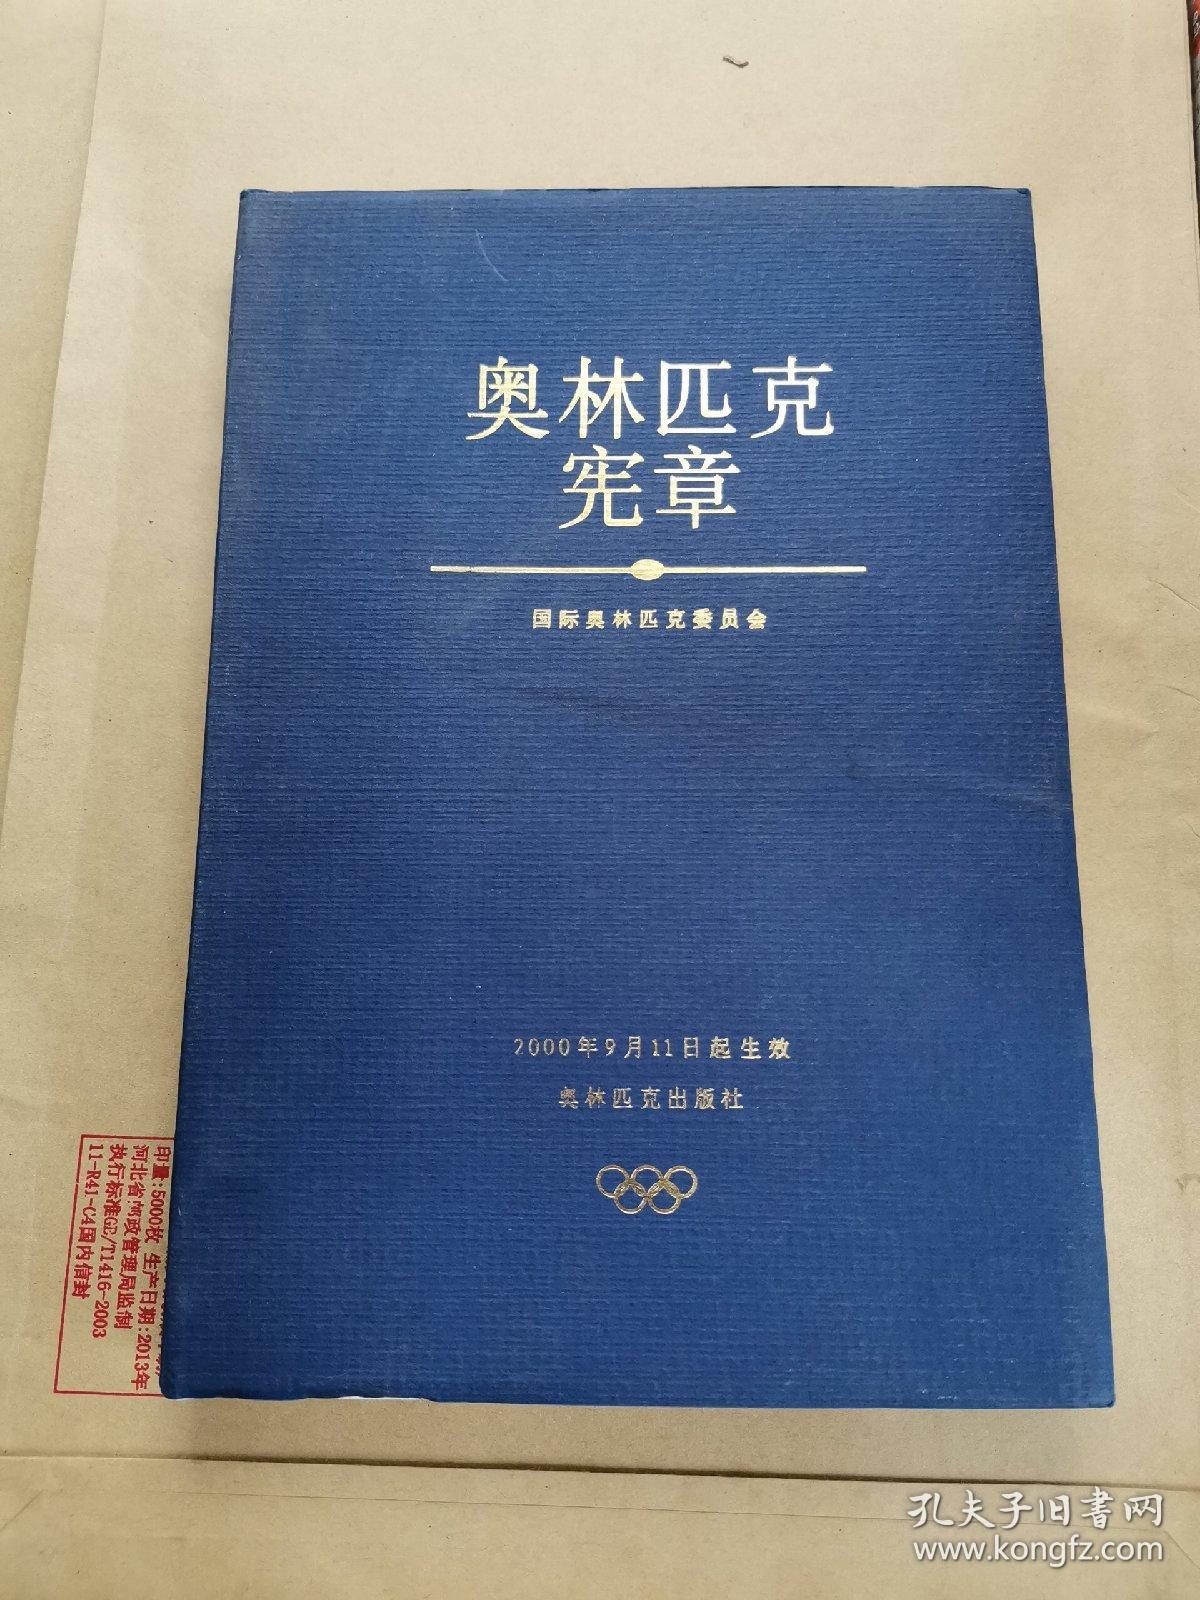 奥林匹克
宪章
国际奥林匹克委员会
2000年9月11日起生效
奥林匹克出版社
印量:5000枚 生产日期:2013年
河北省邮政管理局监制
执行标准GB/T1416-2003
11-R41-C4国内信封
孔夫子旧书网
www.kongfz.com